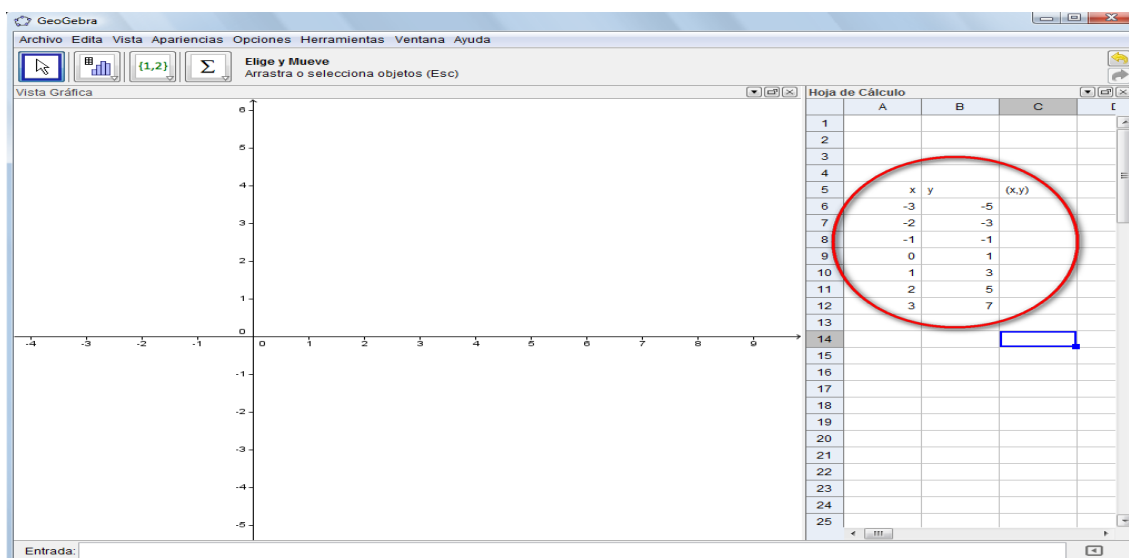 GeoGebra
Archivo Edita Vista Apariencias Opciones Herramientas Ventana Ayuda
{1,2} Σ Elige y Mueve
Arrastra o selecciona objetos (Esc)
Vista Gráfica
Hoja de Cálculo
6
5
4
3
2
1
0
-4 -3 -2 -1 0 1 2 3 4 5 6 7 8 9
-1
-2
-3
-4
-5
A B C
1
2
3
4
5 x y (x,y)
6 -3 -5
7 -2 -3
8 -1 -1
9 0 1
10 1 3
11 2 5
12 3 7
13
14
15
16
17
18
19
20
21
22
23
24
25
Entrada: